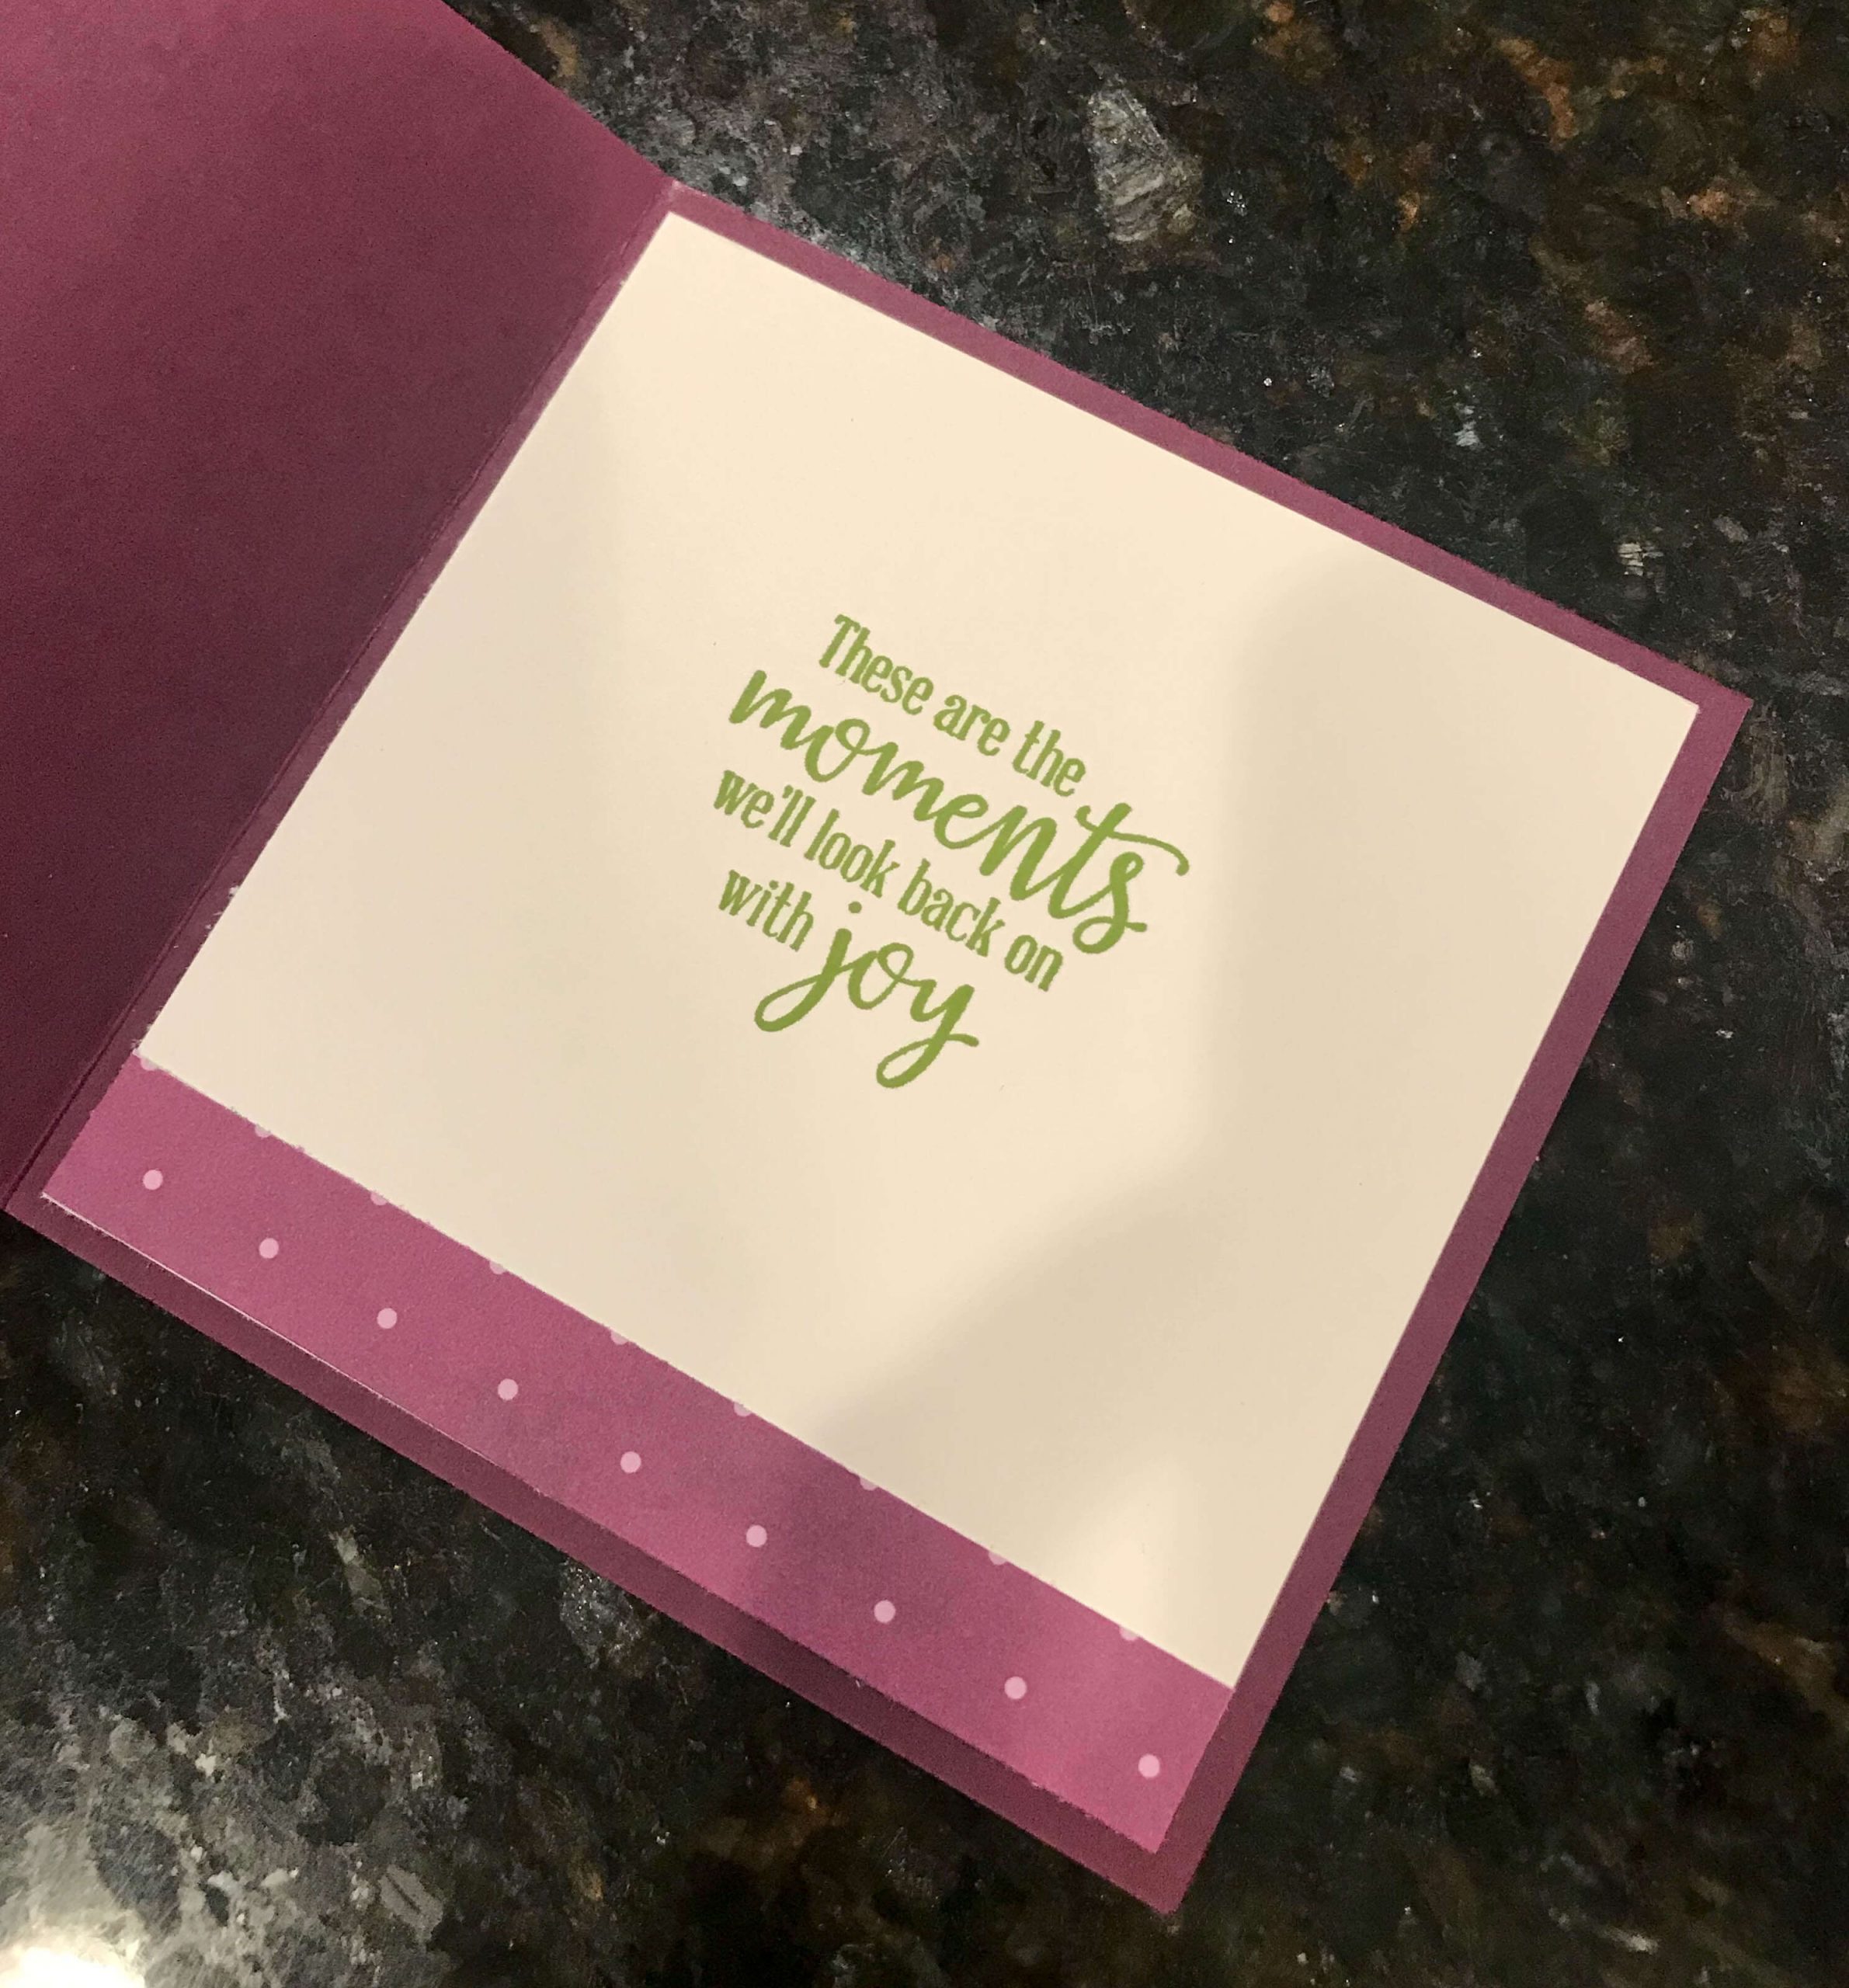 These are the
moments
we'll look back on
with joy